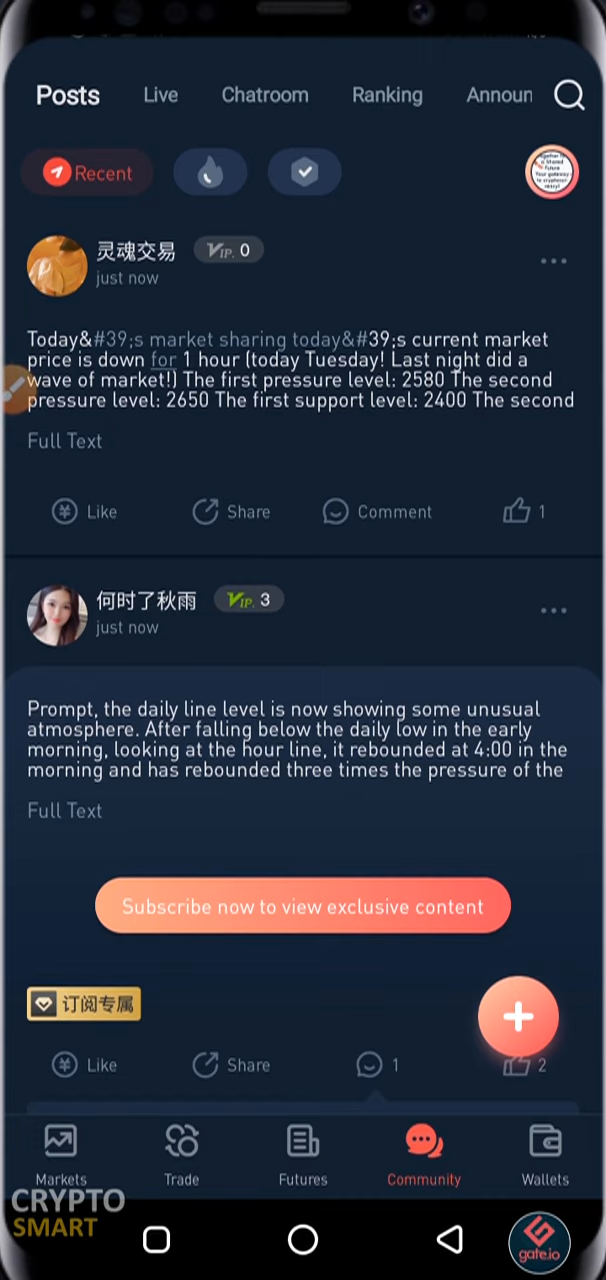 Posts Live Chatroom Ranking Announ
Recent
灵魂交易 VIP. 0
just now
Today&#39;s market sharing today&#39;s current market
price is down for 1 hour (today Tuesday! Last night did a
wave of market!) The first pressure level: 2580 The second
pressure level: 2650 The first support level: 2400 The second
Full Text
Like Share Comment 1
何时了秋雨 VIP. 3
just now
Prompt, the daily line level is now showing some unusual
atmosphere. After falling below the daily low in the early
morning, looking at the hour line, it rebounded at 4:00 in the
morning and has rebounded three times the pressure of the
Full Text
Subscribe now to view exclusive content
订阅专属
Like Share 1 2
Markets Trade Futures Community Wallets
CRYPTO
SMART
gate.io